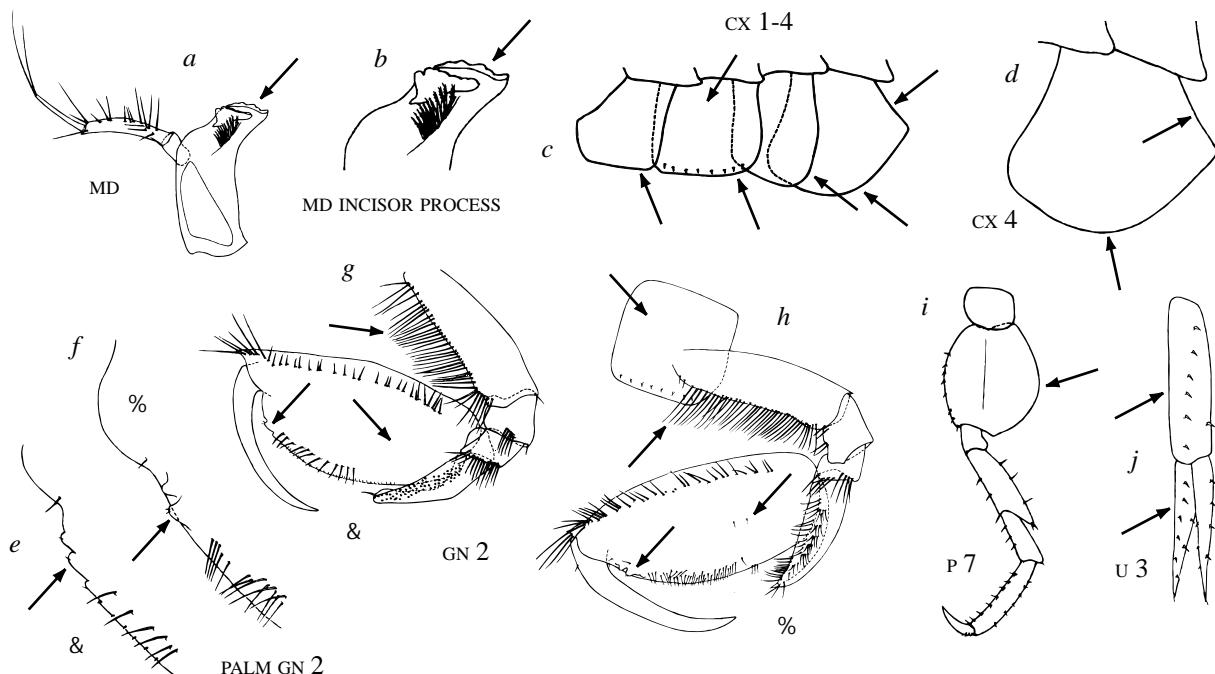 a
b
CX 1-4
d
c
MD
MD INCISOR PROCESS
CX 4
g
h
i
f
%
j
&
GN 2
e
P 7
U 3
%
&
PALM GN 2